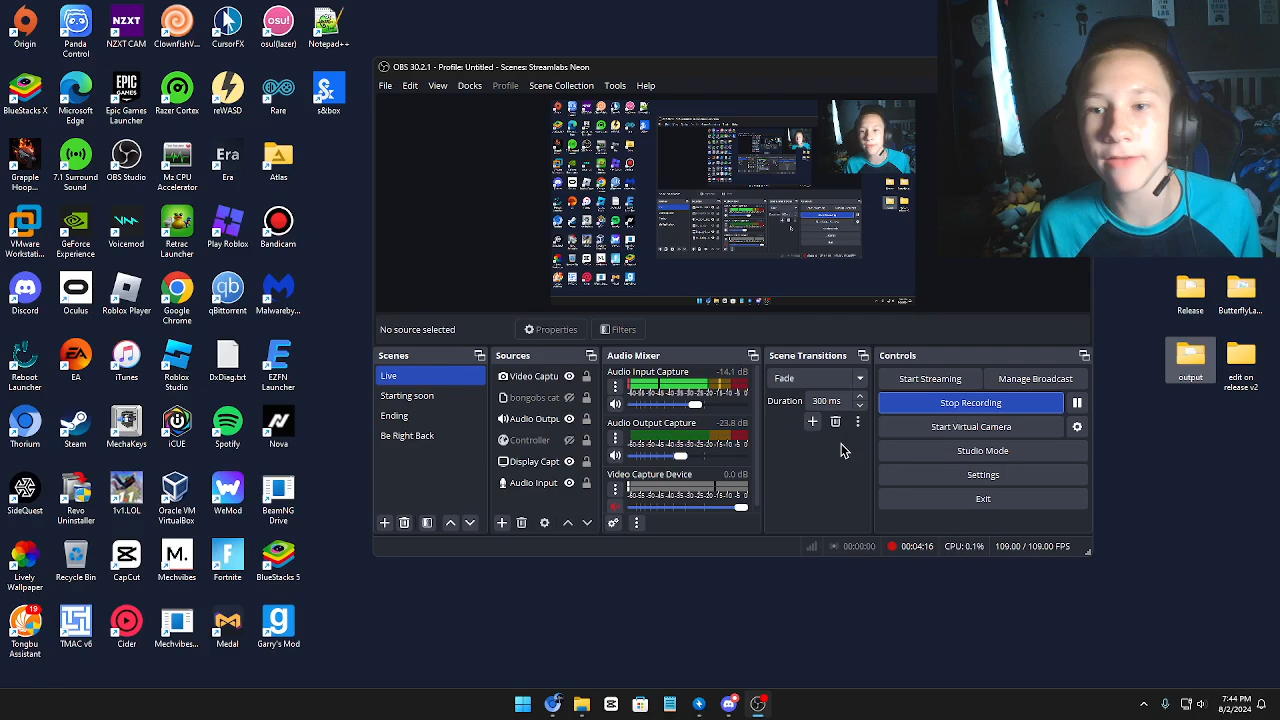 Origin
Panda Control
NZXT CAM
ClownfishV...
CursorFX
osu!(lazer)
Notepad++
BlueStacks X
Microsoft Edge
Epic Games Launcher
Razer Cortex
reWASD
Rare
s&box
Grapple Hoop...
7.1 Surround Sound
OBS Studio
Mz CPU Accelerator
Era
Atlas
VMware Workstati...
GeForce Experience
Voicemod
Retrac Launcher
Play Roblox
Bandicam
Discord
Oculus
Roblox Player
Google Chrome
qBittorrent
Malwareby...
Reboot Launcher
EA
iTunes
Roblox Studio
DxDiag.txt
EZFN Launcher
Thorium
Steam
MechaKeys
iCUE
Spotify
Nova
SideQuest
Revo Uninstaller
1v1.LOL
Oracle VM VirtualBox
WeMod
BeamNG Drive
Lively Wallpaper
Recycle Bin
CapCut
Mechvibes
Fortnite
BlueStacks 5
19
Tongbu Assistant
TMAC v6
Cider
Mechvibes...
Medal
Garry's Mod
OBS 30.2.1 - Profile: Untitled - Scenes: Streamlabs Neon
File Edit View Docks Profile Scene Collection Tools Help
No source selected Properties Filters
Scenes
Live
Starting soon
Ending
Be Right Back
Sources
Video Captu
bongocat
Audio Outpu
Controller
Display Capt
Audio Input
Audio Mixer
Audio Input Capture -14.1 dB
Audio Output Capture -23.8 dB
Video Capture Device 0.0 dB
Scene Transitions
Fade
Duration 300 ms
Controls
Start Streaming Manage Broadcast
Stop Recording
Start Virtual Camera
Studio Mode
Settings
Exit
00:00:00 00:04:16 CPU: 0.1% 109.00 / 109.00 FPS
Release
ButterflyLa...
output
edit on release v2
7:44 PM
8/2/2024